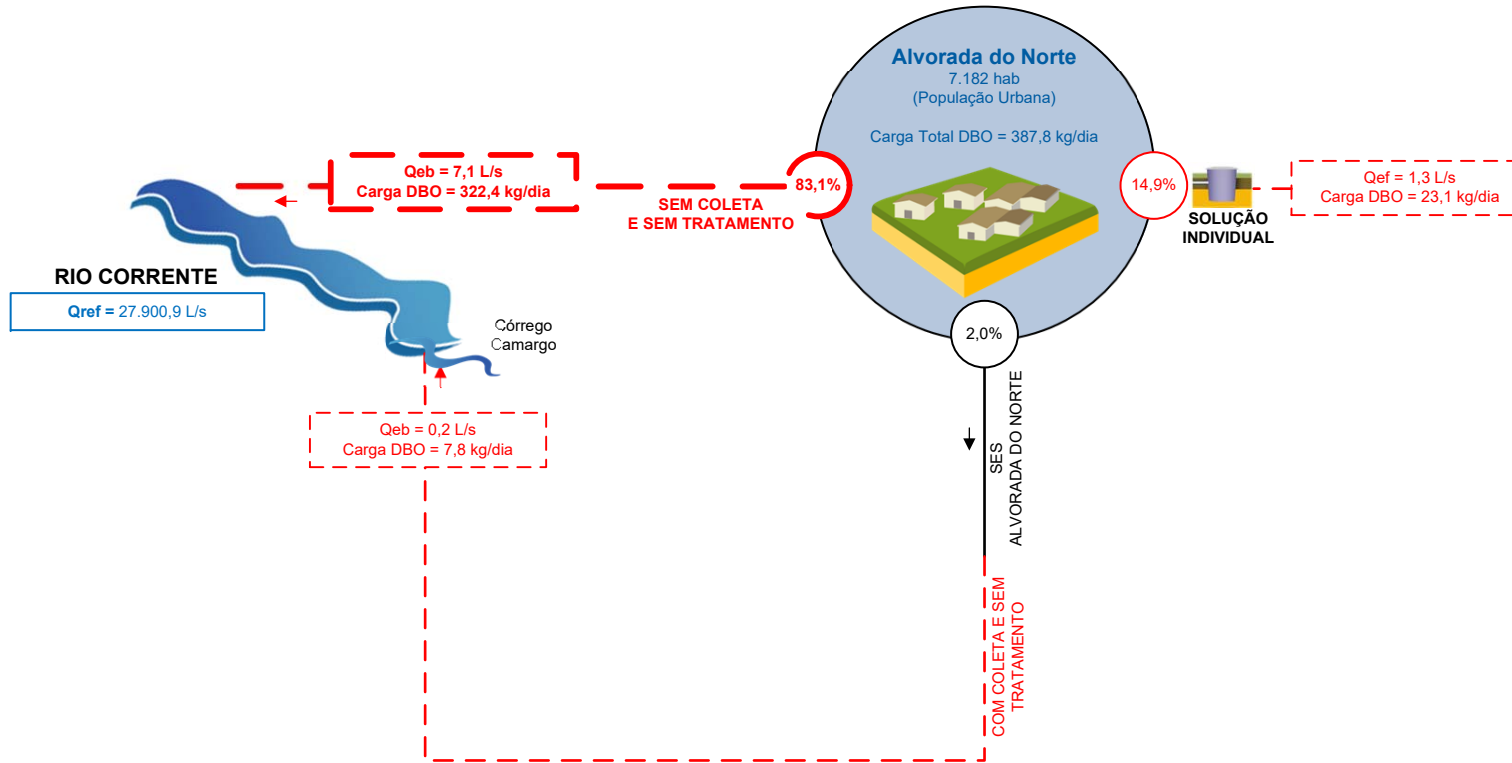 Alvorada do Norte
7.182 hab
(População Urbana)
Carga Total DBO = 387,8 kg/dia
Qeb = 7,1 L/s
Carga DBO = 322,4 kg/dia
83,1%
SEM COLETA
E SEM TRATAMENTO
14,9%
SOLUÇÃO
INDIVIDUAL
Qef = 1,3 L/s
Carga DBO = 23,1 kg/dia
RIO CORRENTE
Qref = 27.900,9 L/s
Córrego
Camargo
2,0%
Qeb = 0,2 L/s
Carga DBO = 7,8 kg/dia
SES
ALVORADA DO NORTE
COM COLETA E SEM
TRATAMENTO